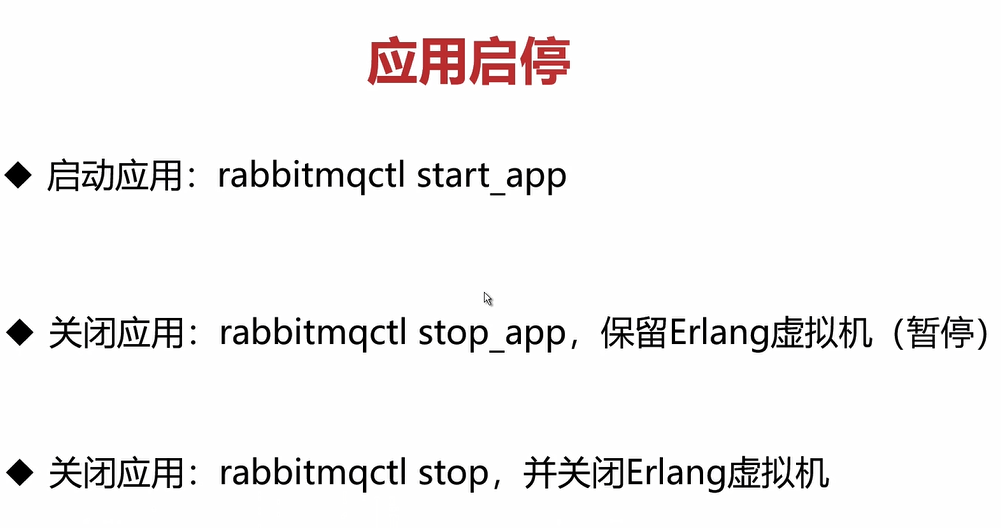 应用启停
◆ 启动应用：rabbitmqctl start_app
◆ 关闭应用：rabbitmqctl stop_app，保留Erlang虚拟机（暂停）
◆ 关闭应用：rabbitmqctl stop，并关闭Erlang虚拟机